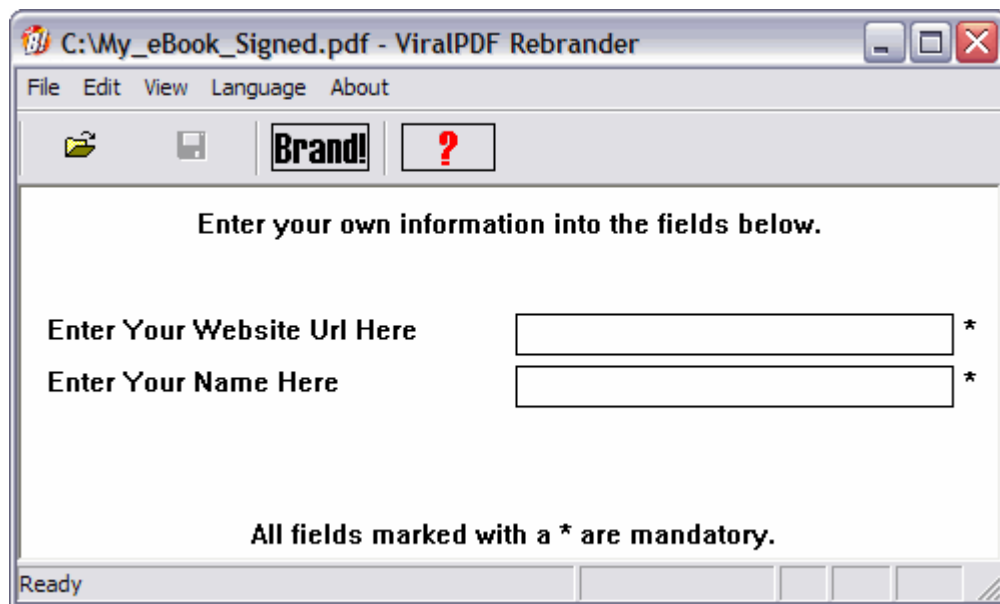 C:\My_eBook_Signed.pdf - ViralPDF Rebrander
File Edit View Language About
Brand! ?
Enter your own information into the fields below.
Enter Your Website Url Here *
Enter Your Name Here *
All fields marked with a * are mandatory.
Ready